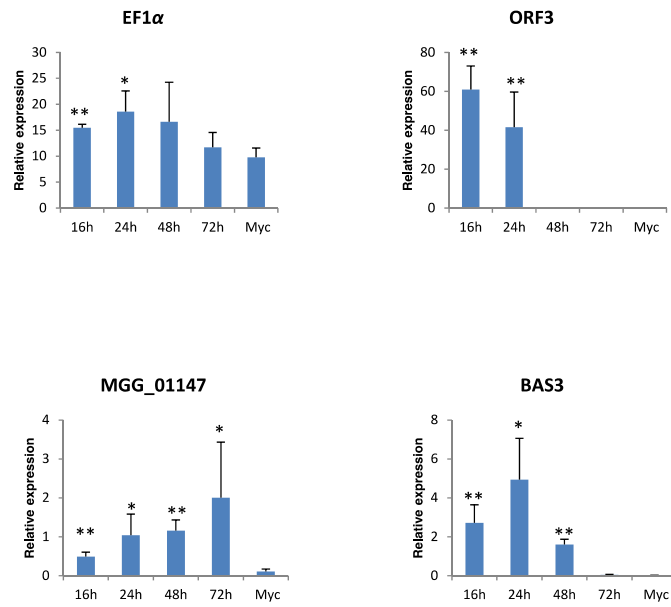 EF1α
Relative expression
30
25
20
15
10
5
0
**
*
16h 24h 48h 72h Myc
ORF3
Relative expression
80
60
40
20
0
**
**
16h 24h 48h 72h Myc
MGG_01147
Relative expression
4
3
2
1
0
**
*
**
*
16h 24h 48h 72h Myc
BAS3
Relative expression
8
6
4
2
0
**
*
**
16h 24h 48h 72h Myc